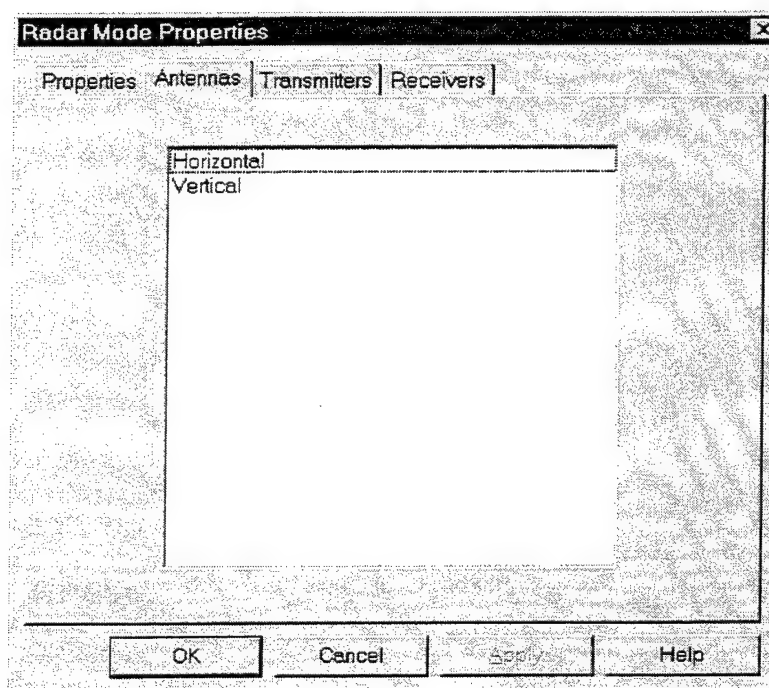 Radar Mode Properties
Properties Antennas Transmitters Receivers
Horizontal
Vertical
OK Cancel Apply Help